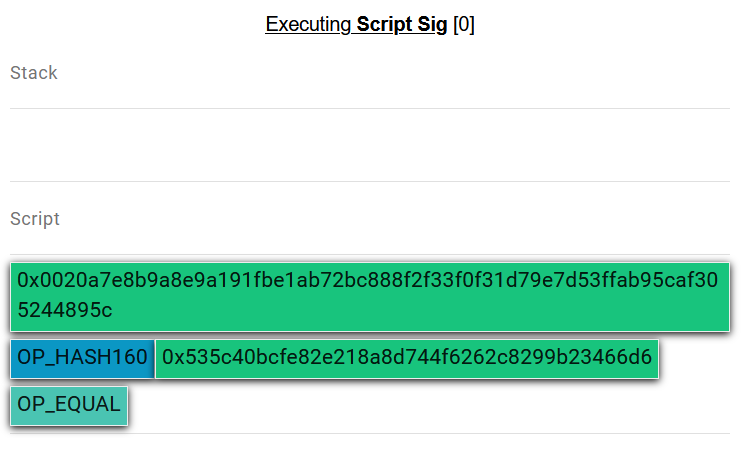 Executing Script Sig [0]
Stack
Script
0x0020a7e8b9a8e9a191fbe1ab72bc888f2f33f0f31d79e7d53ffab95caf30
5244895c
OP_HASH160 0x535c40bcfe82e218a8d744f6262c8299b23466d6
OP_EQUAL